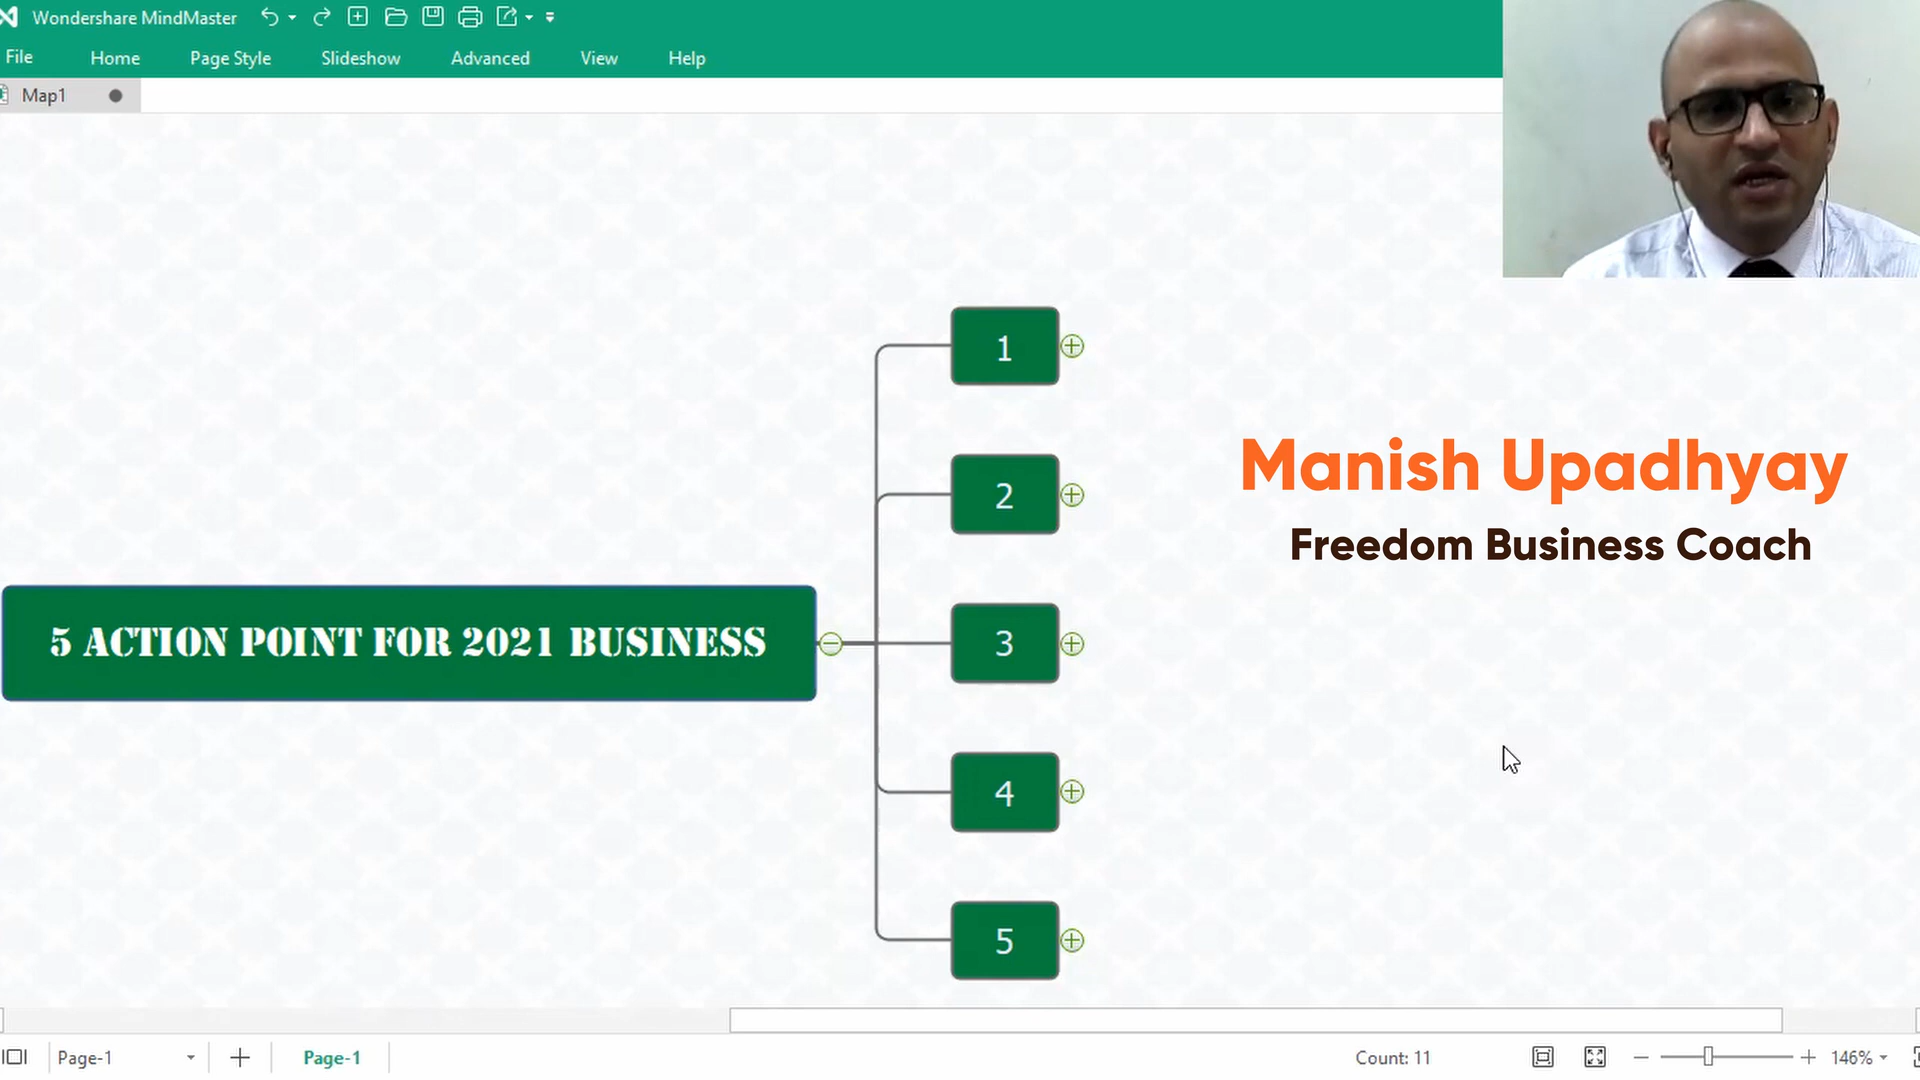 Wondershare MindMaster
File Home Page Style Slideshow Advanced View Help
Map1
1
2
Manish Upadhyay
Freedom Business Coach
5 ACTION POINT FOR 2021 BUSINESS
3
4
5
Page-1 Page-1 Count: 11 146%